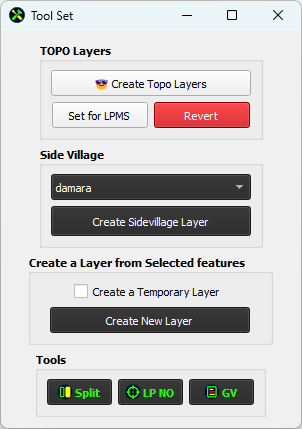 Tool Set
TOPO Layers
Create Topo Layers
Set for LPMS
Revert
Side Village
damara
Create Sidevillage Layer
Create a Layer from Selected features
Create a Temporary Layer
Create New Layer
Tools
Split
LP NO
GV